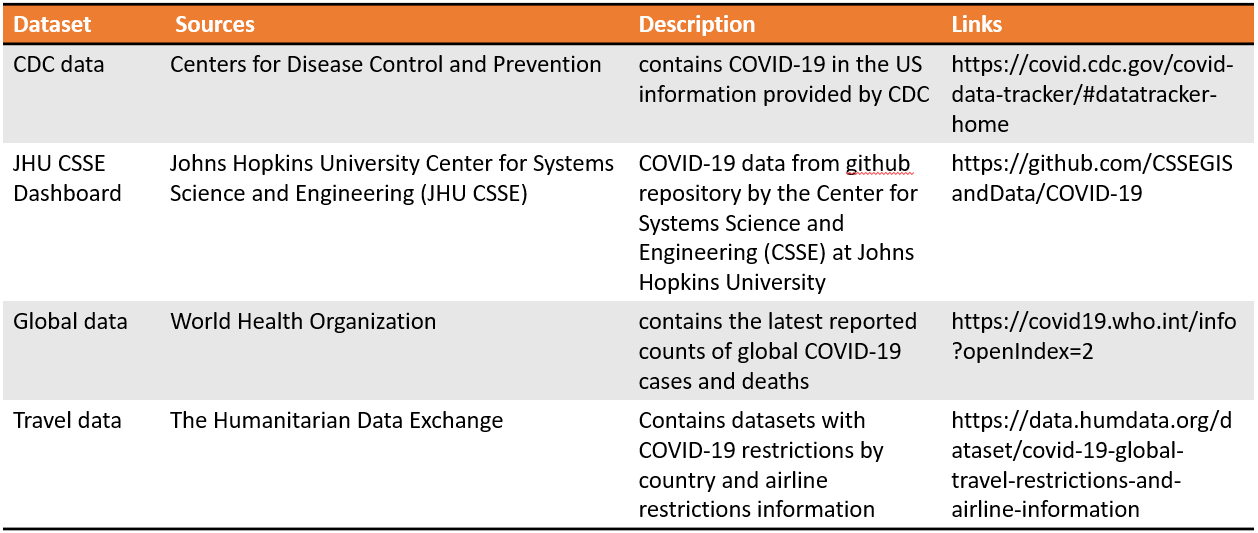 Dataset Sources Description Links
CDC data Centers for Disease Control and Prevention contains COVID-19 in the US https://covid.cdc.gov/covid-
information provided by CDC data-tracker/#datatracker-
home
JHU CSSE Johns Hopkins University Center for Systems COVID-19 data from github https://github.com/CSSEGIS
Dashboard Science and Engineering (JHU CSSE) repository by the Center for andData/COVID-19
Systems Science and
Engineering (CSSE) at Johns
Hopkins University
Global data World Health Organization contains the latest reported https://covid19.who.int/info
counts of global COVID-19 ?openIndex=2
cases and deaths
Travel data The Humanitarian Data Exchange Contains datasets with https://data.humdata.org/d
COVID-19 restrictions by ataset/covid-19-global-
country and airline travel-restrictions-and-
restrictions information airline-information